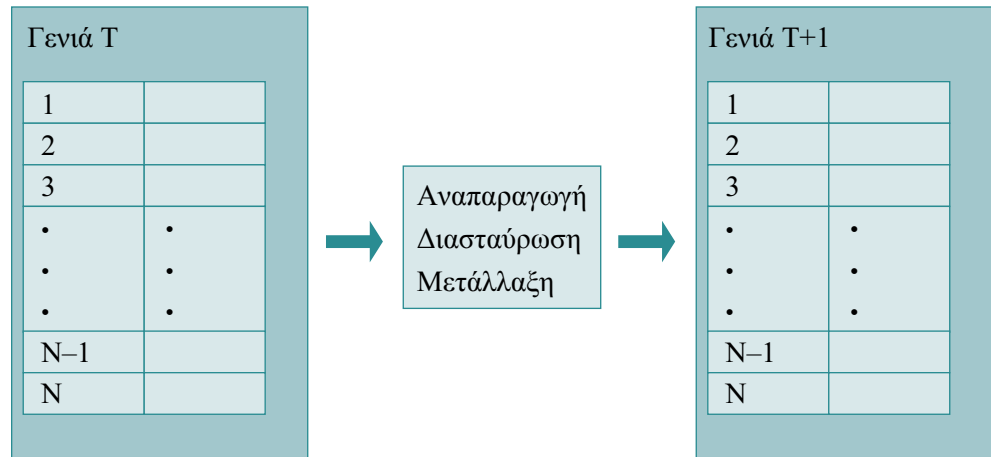 Γενιά T
1
2
3
• •
• •
• •
N–1
N
Αναπαραγωγή
Διασταύρωση
Μετάλλαξη
Γενιά T+1
1
2
3
• •
• •
• •
N–1
N